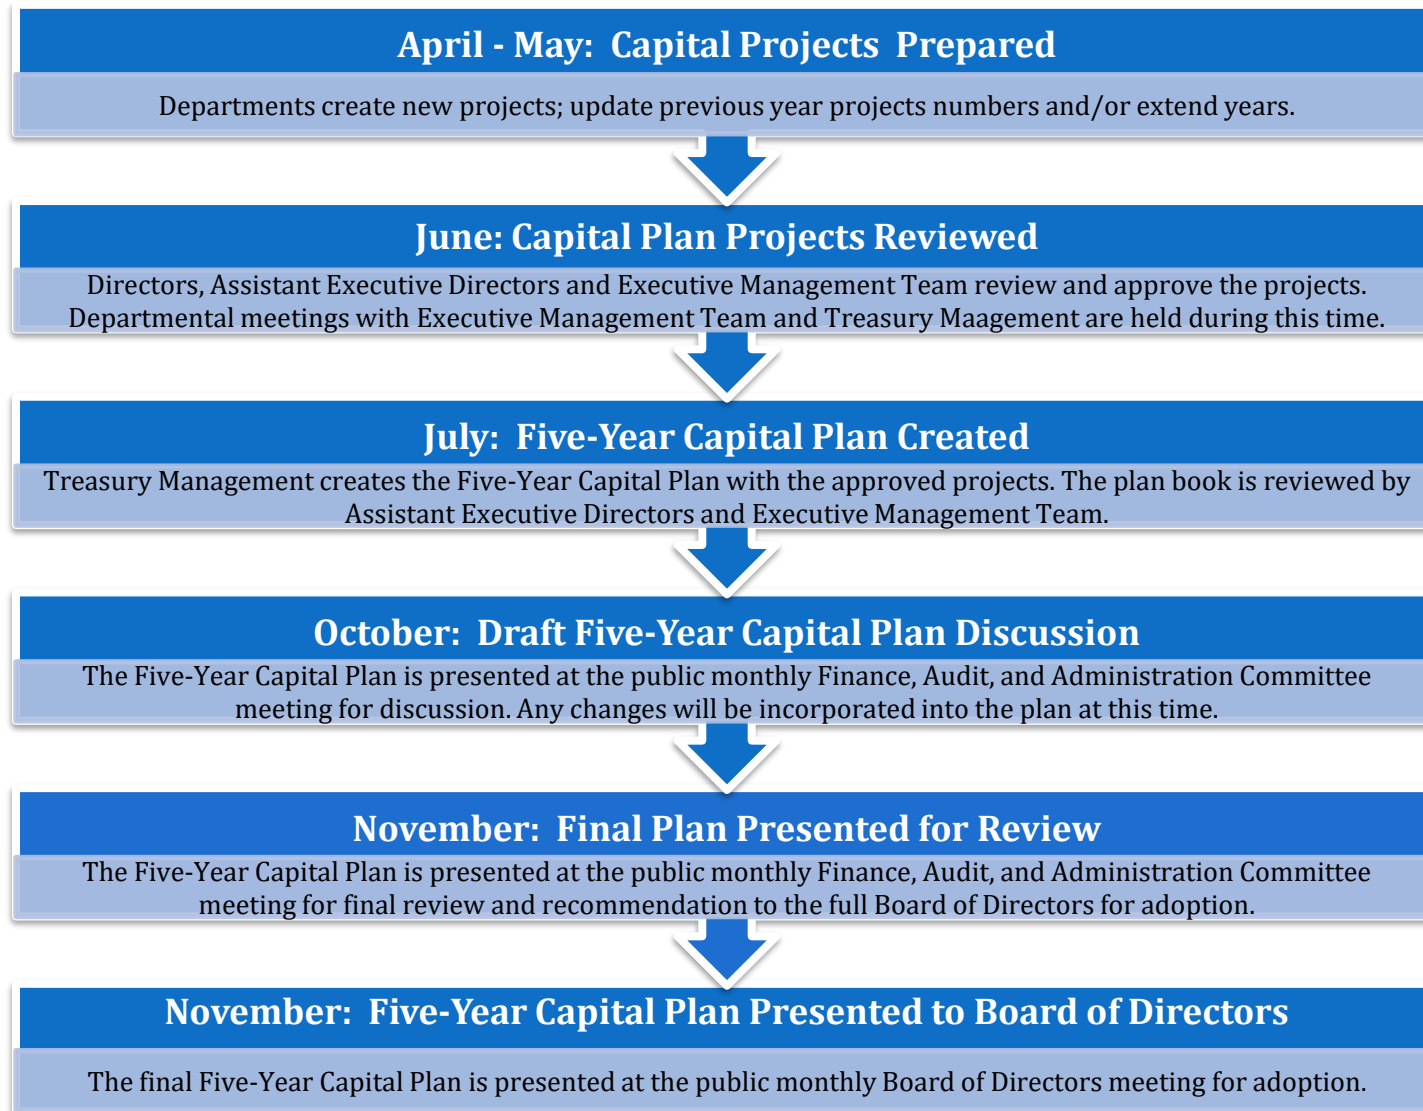 April - May:  Capital Projects  Prepared
Departments create new projects; update previous year projects numbers and/or extend years.
June: Capital Plan Projects Reviewed
Directors, Assistant Executive Directors and Executive Management Team review and approve the projects.
Departmental meetings with Executive Management Team and Treasury Maagement are held during this time.
July:  Five-Year Capital Plan Created
Treasury Management creates the Five-Year Capital Plan with the approved projects. The plan book is reviewed by
Assistant Executive Directors and Executive Management Team.
October:  Draft Five-Year Capital Plan Discussion
The Five-Year Capital Plan is presented at the public monthly Finance, Audit, and Administration Committee
meeting for discussion. Any changes will be incorporated into the plan at this time.
November:  Final Plan Presented for Review
The Five-Year Capital Plan is presented at the public monthly Finance, Audit, and Administration Committee
meeting for final review and recommendation to the full Board of Directors for adoption.
November:  Five-Year Capital Plan Presented to Board of Directors
The final Five-Year Capital Plan is presented at the public monthly Board of Directors meeting for adoption.